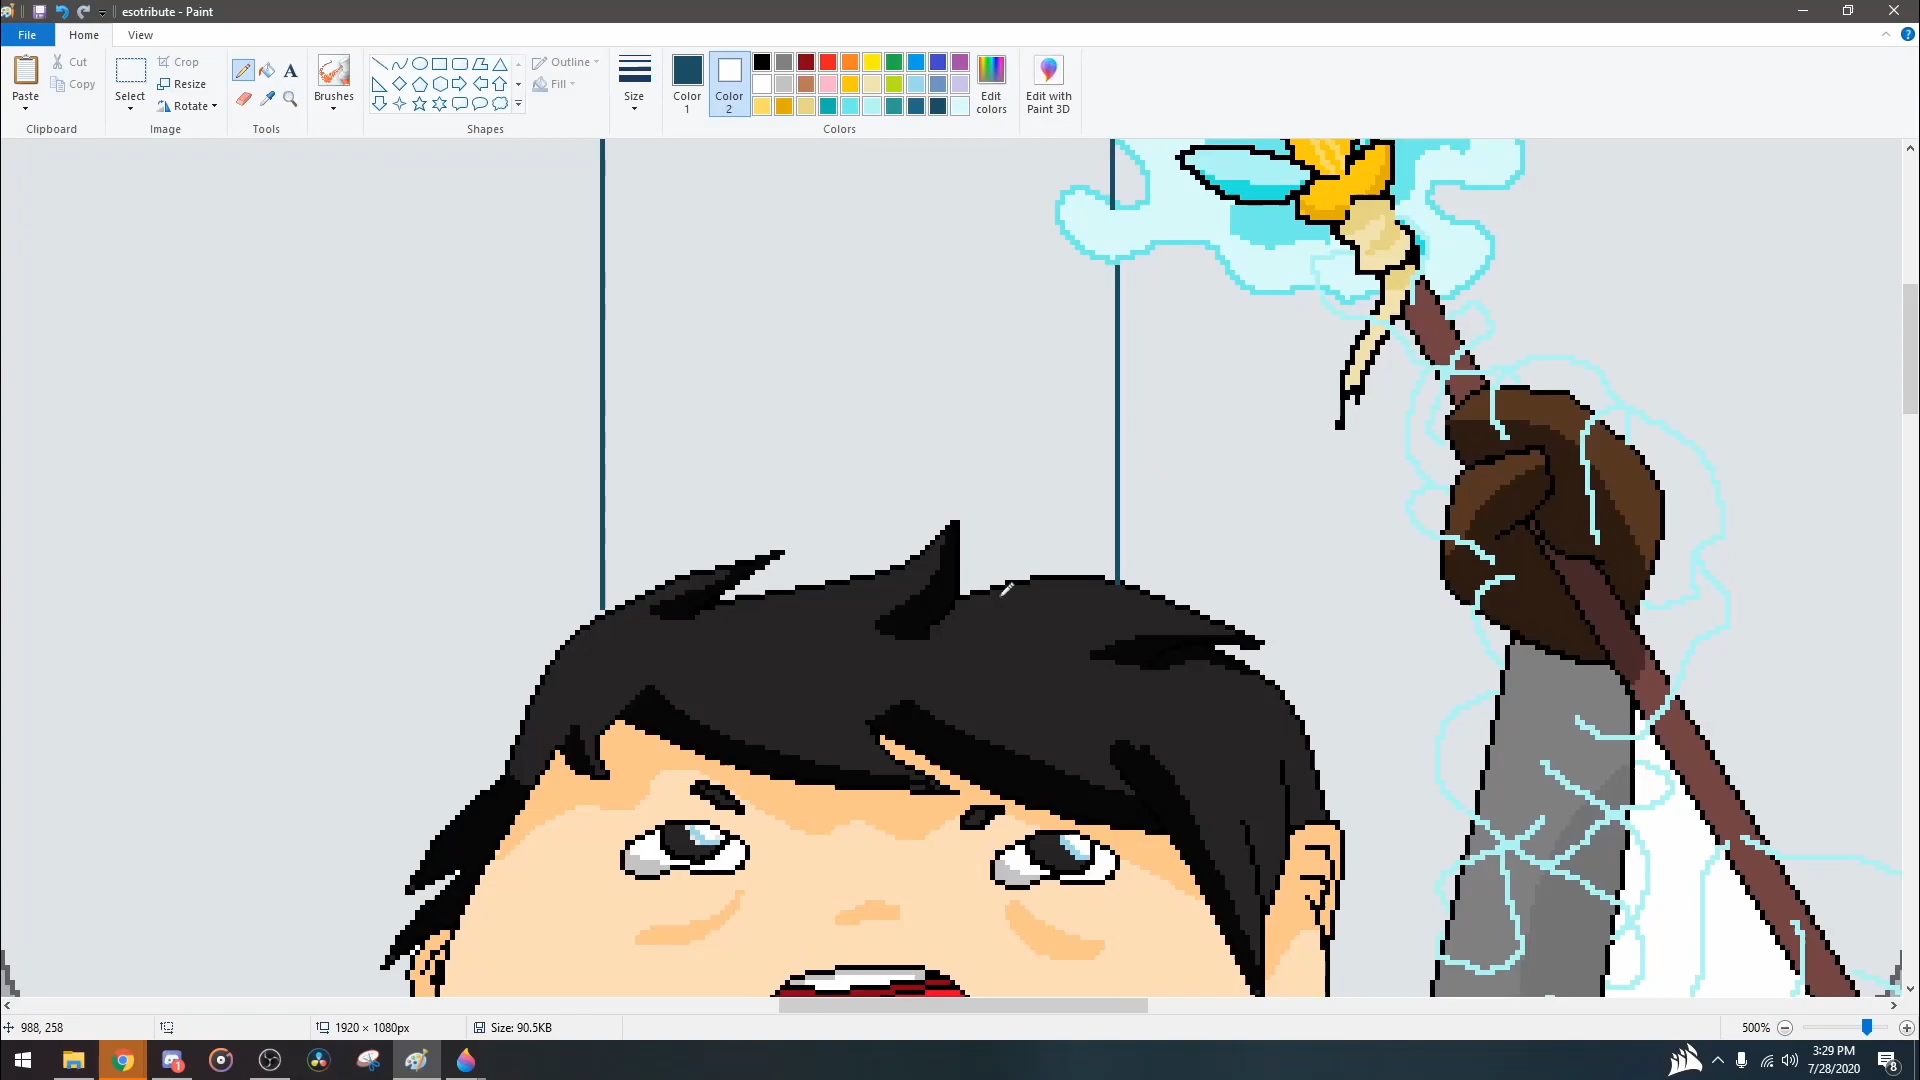 esotribute - Paint
File Home View
Paste Cut Copy Clipboard
Select Crop Resize Rotate Image
A Tools
Brushes
Outline Fill Shapes
Size
Color 1 Color 2 Colors
Edit colors
Edit with Paint 3D
988, 258 1920 × 1080px Size: 90.5KB 500%
1 3:29 PM
7/28/2020 8